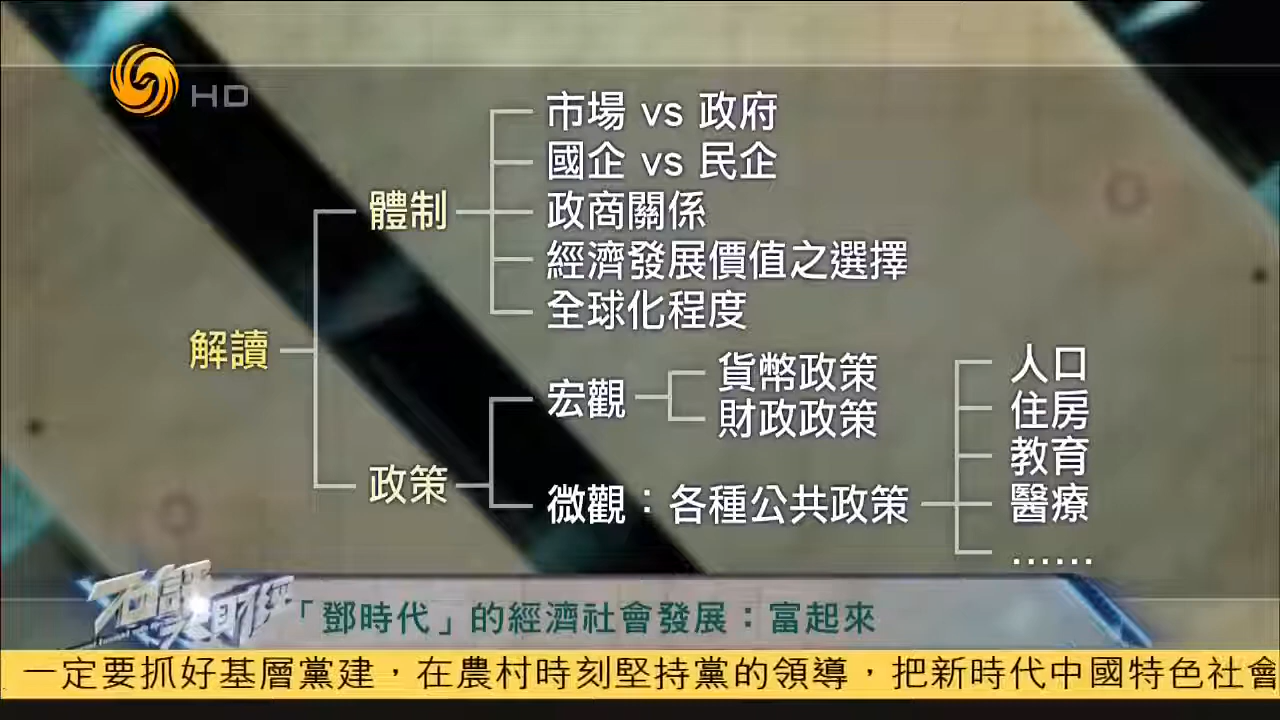 HD
解讀
體制
市場 vs 政府
國企 vs 民企
政商關係
經濟發展價值之選擇
全球化程度
政策
宏觀
貨幣政策
財政政策
微觀：各種公共政策
人口
住房
教育
醫療
……
石評大財經
「鄧時代」的經濟社會發展：富起來
一定要抓好基層黨建，在農村時刻堅持黨的領導，把新時代中國特色社會